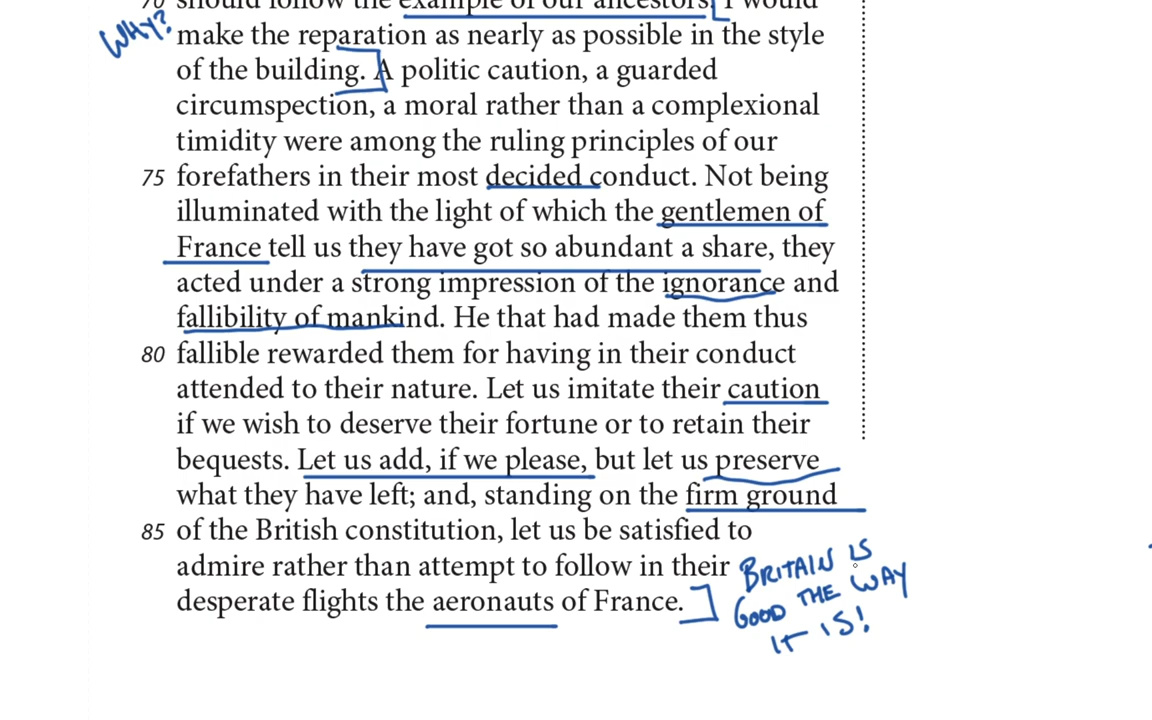 70 should follow the example of our ancestors. I would
WHY? make the reparation as nearly as possible in the style
of the building. A politic caution, a guarded
circumspection, a moral rather than a complexional
timidity were among the ruling principles of our
75 forefathers in their most decided conduct. Not being
illuminated with the light of which the gentlemen of
France tell us they have got so abundant a share, they
acted under a strong impression of the ignorance and
fallibility of mankind. He that had made them thus
80 fallible rewarded them for having in their conduct
attended to their nature. Let us imitate their caution
if we wish to deserve their fortune or to retain their
bequests. Let us add, if we please, but let us preserve
what they have left; and, standing on the firm ground
85 of the British constitution, let us be satisfied to
admire rather than attempt to follow in their
desperate flights the aeronauts of France.
BRITAIN IS
GOOD THE WAY
IT IS!